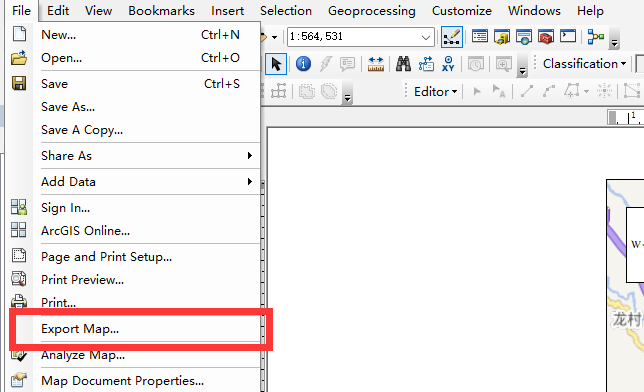 File Edit View Bookmarks Insert Selection Geoprocessing Customize Windows Help
New... Ctrl+N
1:564,531
Open... Ctrl+O
Classification
Save Ctrl+S
Editor
Save As...
Save A Copy...
Share As
Add Data
Sign In...
ArcGIS Online...
Page and Print Setup...
Print Preview...
Print...
Export Map...
Analyze Map...
Map Document Properties...
1
W
龙村
XY